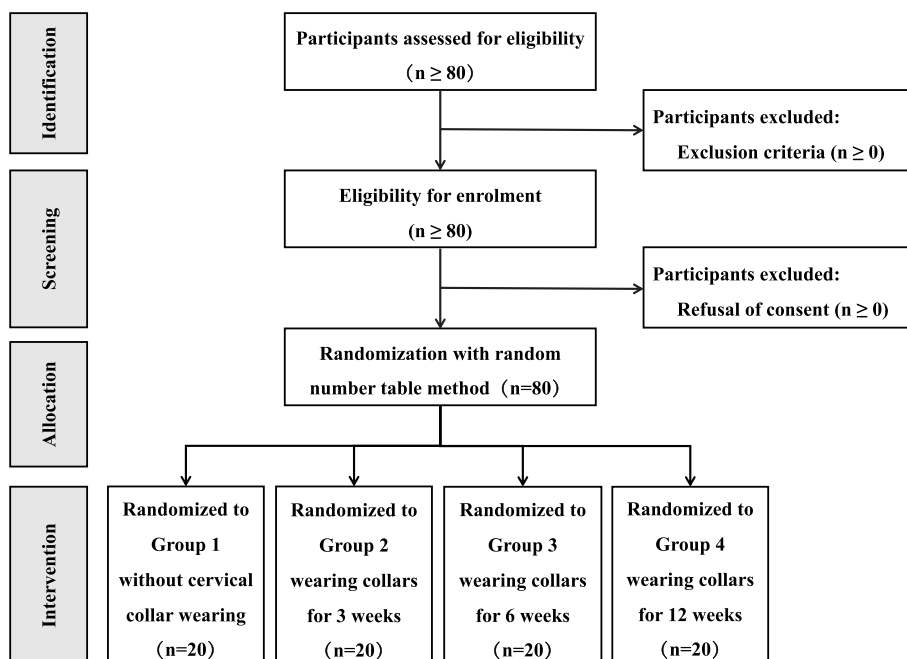 Identification
Participants assessed for eligibility
（n ≥ 80）
Participants excluded:
Exclusion criteria (n ≥ 0)
Screening
Eligibility for enrolment
(n ≥ 80)
Participants excluded:
Refusal of consent (n ≥ 0)
Allocation
Randomization with random
number table method（n=80）
Intervention
Randomized to
Group 1
without cervical
collar wearing
（n=20）
Randomized to
Group 2
wearing collars
for 3 weeks
（n=20）
Randomized to
Group 3
wearing collars
for 6 weeks
（n=20）
Randomized to
Group 4
wearing collars
for 12 weeks
（n=20）